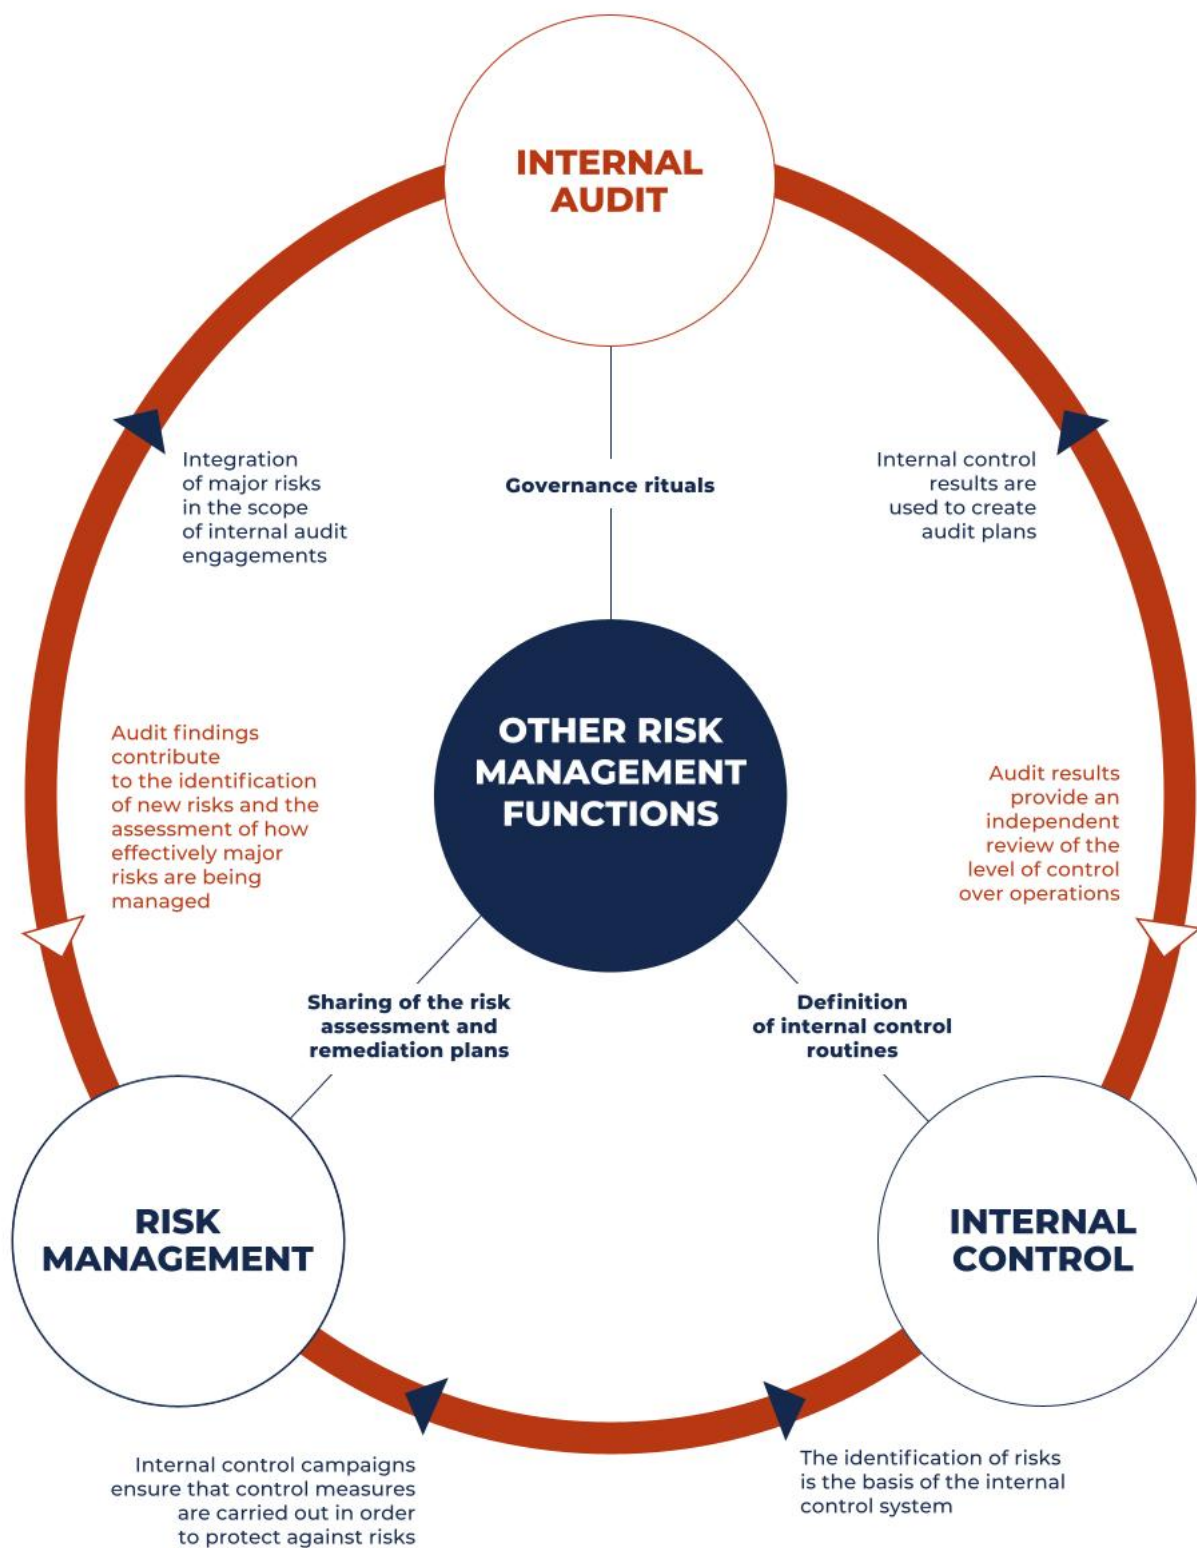 INTERNAL
AUDIT
Integration
of major risks
in the scope
of internal audit
engagements
Governance rituals
Internal control
results are
used to create
audit plans
Audit findings
contribute
to the identification
of new risks and the
assessment of how
effectively major
risks are being
managed
OTHER RISK
MANAGEMENT
FUNCTIONS
Audit results
provide an
independent
review of the
level of control
over operations
Sharing of the risk
assessment and
remediation plans
Definition
of internal control
routines
RISK
MANAGEMENT
INTERNAL
CONTROL
Internal control campaigns
ensure that control measures
are carried out in order
to protect against risks
The identification of risks
is the basis of the internal
control system